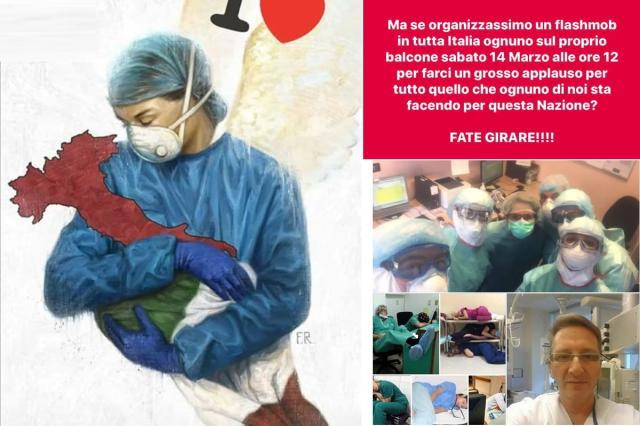 I
F.R
Ma se organizzassimo un flashmob
in tutta Italia ognuno sul proprio
balcone sabato 14 Marzo alle ore 12
per farci un grosso applauso per
tutto quello che ognuno di noi sta
facendo per questa Nazione?
FATE GIRARE!!!!